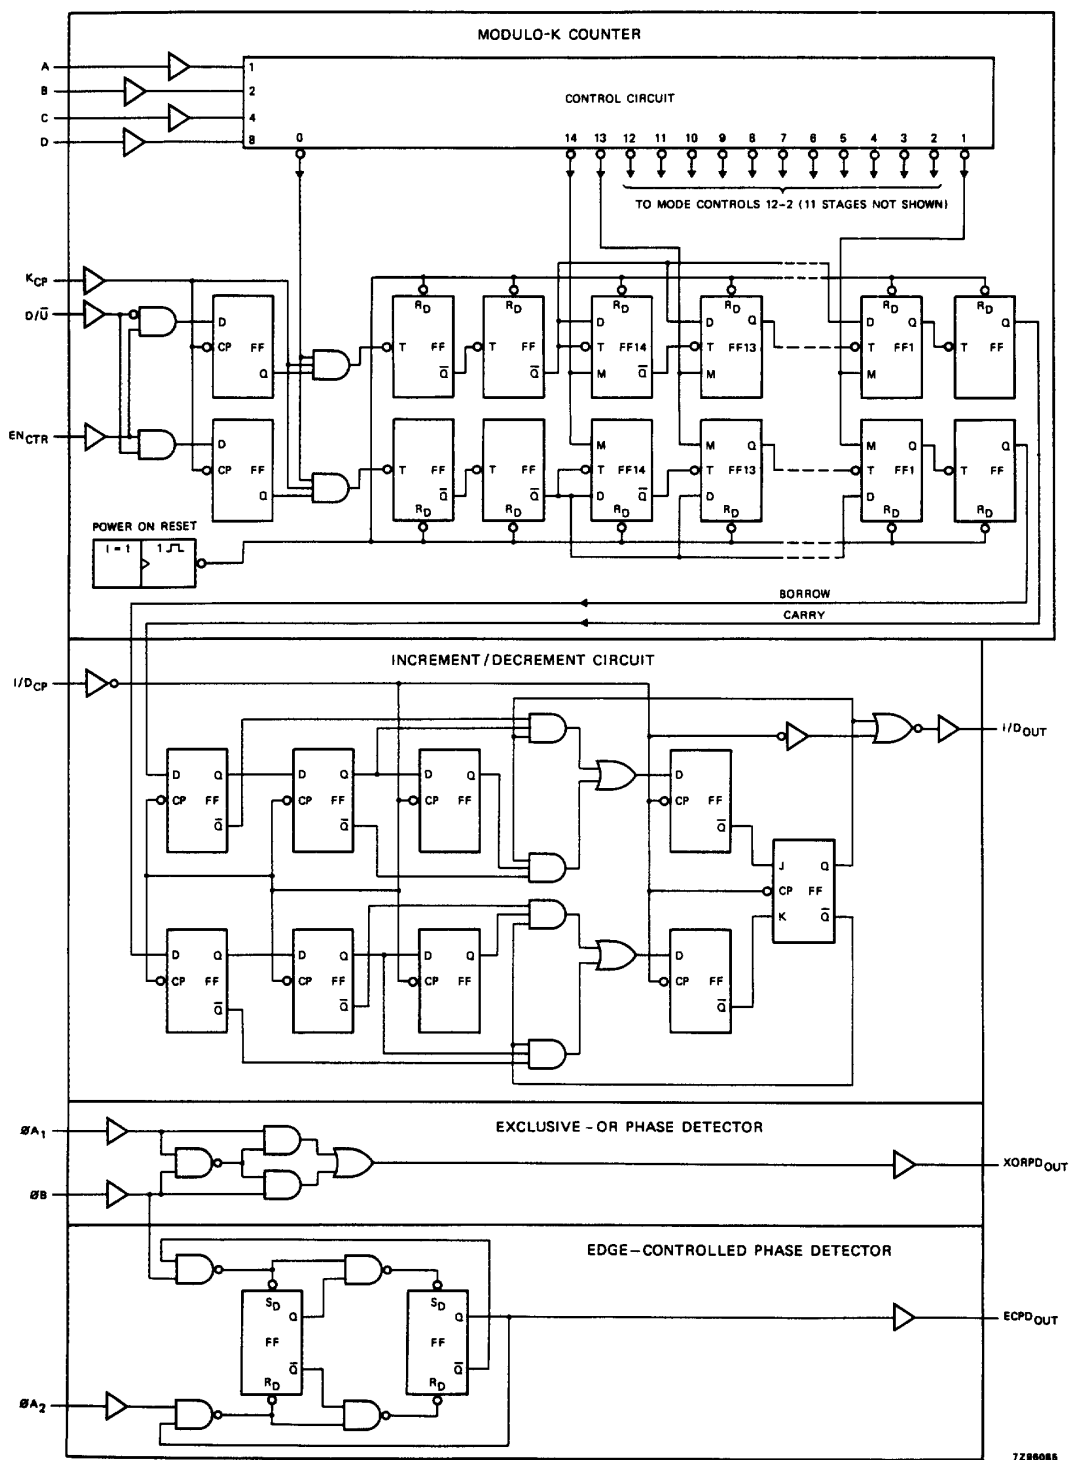 MODULO-K COUNTER
A
1
B
2
CONTROL CIRCUIT
C
4
D
8
0 14 13 12 11 10 9 8 7 6 5 4 3 2 1
TO MODE CONTROLS 12-2 (11 STAGES NOT SHOWN)
KCP
D/Ū
D FF CP Q
RD T FF Q̅
RD T FF Q̅
RD D T FF14 M Q̅
RD D Q T FF13 M
RD D Q T FF1 M
RD Q T FF
ENCTR
D CP FF Q
T FF Q̅ RD
T FF Q̅ RD
M T FF14 D Q̅ RD
M Q T FF13 D RD
M Q T FF1 D RD
Q T FF RD
POWER ON RESET
I = 1 1
BORROW
CARRY
INCREMENT/DECREMENT CIRCUIT
I/DCP
I/DOUT
D Q CP FF Q̅
D Q CP FF Q̅
D Q CP FF
D CP FF Q̅
J Q CP FF K Q̅
D Q CP FF Q̅
D Q CP FF Q̅
D Q CP FF
D CP FF Q̅
ØA1
EXCLUSIVE-OR PHASE DETECTOR
XORPDOUT
ØB
EDGE-CONTROLLED PHASE DETECTOR
SD Q FF Q̅ RD
SD Q FF Q̅ RD
ECPDOUT
ØA2
7Z96085